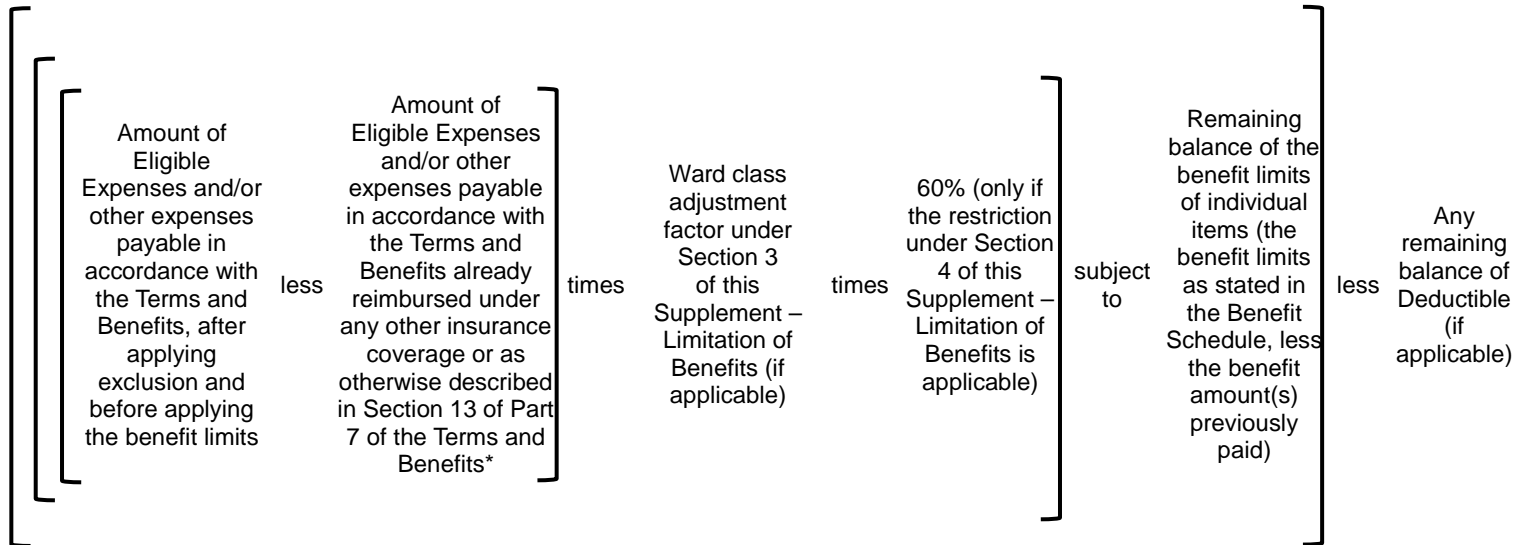 Amount of
Eligible
Expenses and/or
other expenses
payable in
accordance with
the Terms and
Benefits, after
applying
exclusion and
before applying
the benefit limits
less
Amount of
Eligible Expenses
and/or other
expenses payable
in accordance with
the Terms and
Benefits already
reimbursed under
any other insurance
coverage or as
otherwise described
in Section 13 of Part
7 of the Terms and
Benefits*
times
Ward class
adjustment
factor under
Section 3
of this
Supplement –
Limitation of
Benefits (if
applicable)
times
60% (only if
the restriction
under Section
4 of this
Supplement –
Limitation of
Benefits is
applicable)
subject
to
Remaining
balance of the
benefit limits
of individual
items (the
benefit limits
as stated in
the Benefit
Schedule, less
the benefit
amount(s)
previously
paid)
less
Any
remaining
balance of
Deductible
(if
applicable)